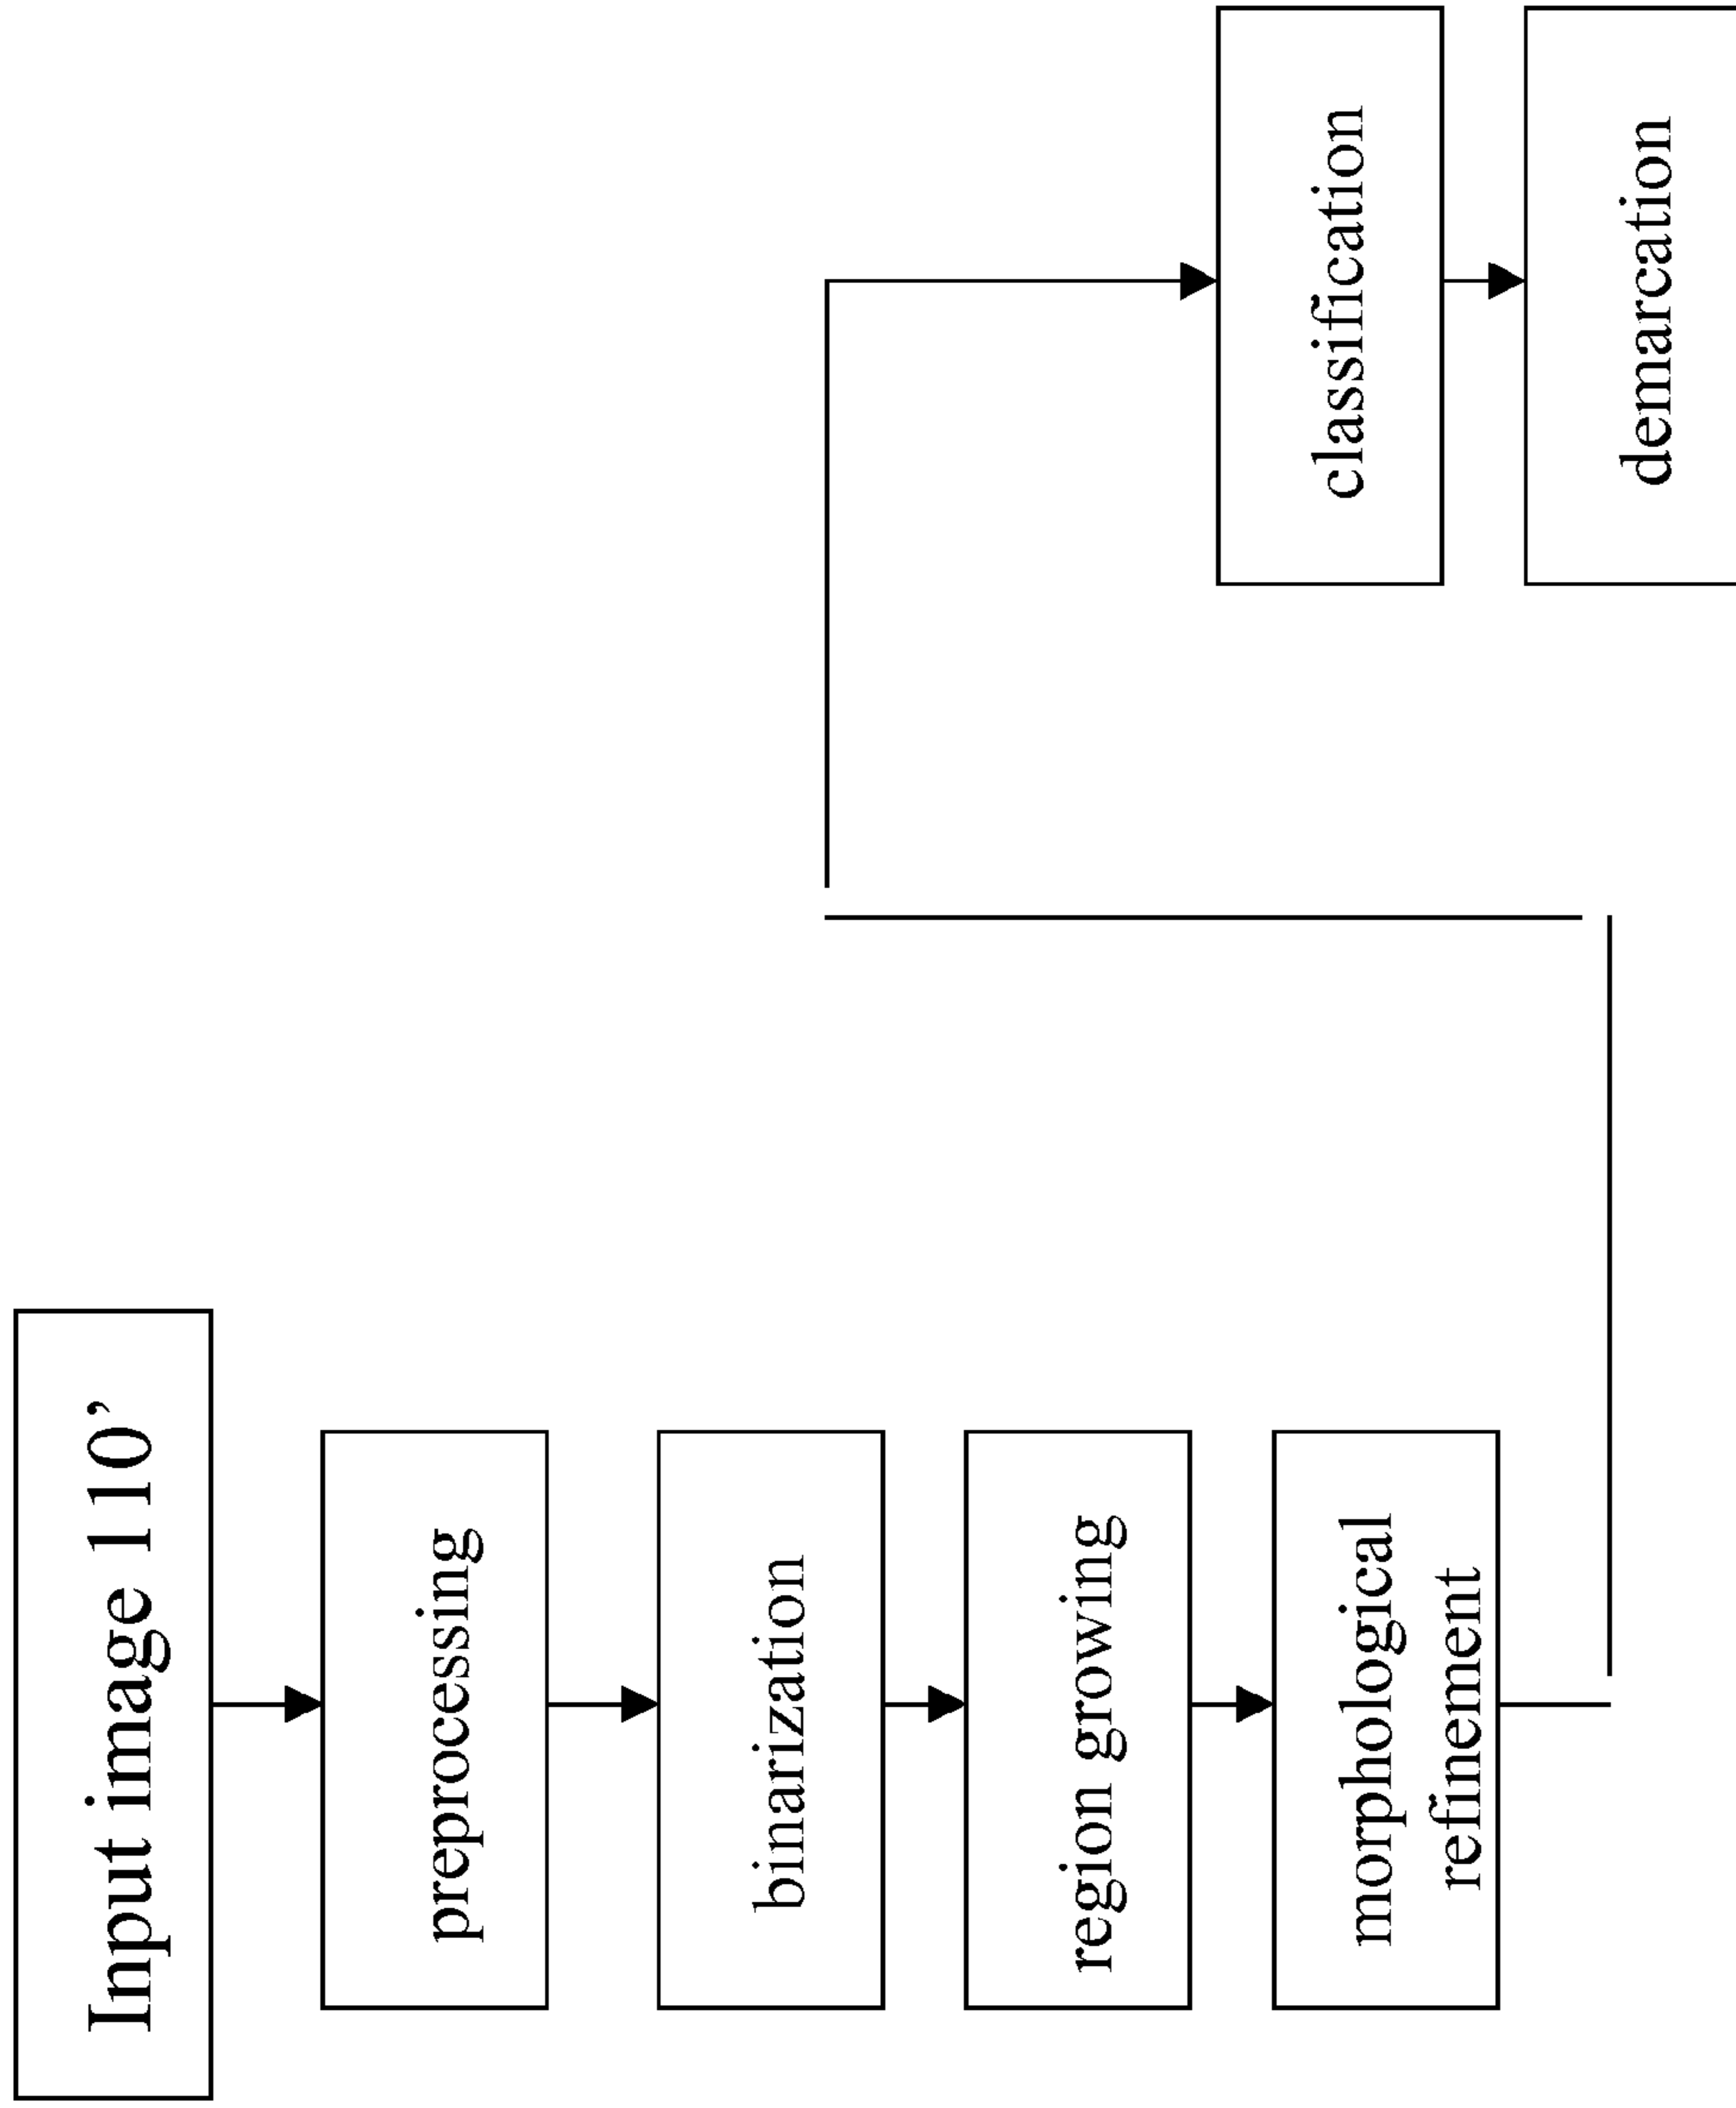 Input image 110’
preprocessing
binarization
region growing
morphological
refinement
classification
demarcation